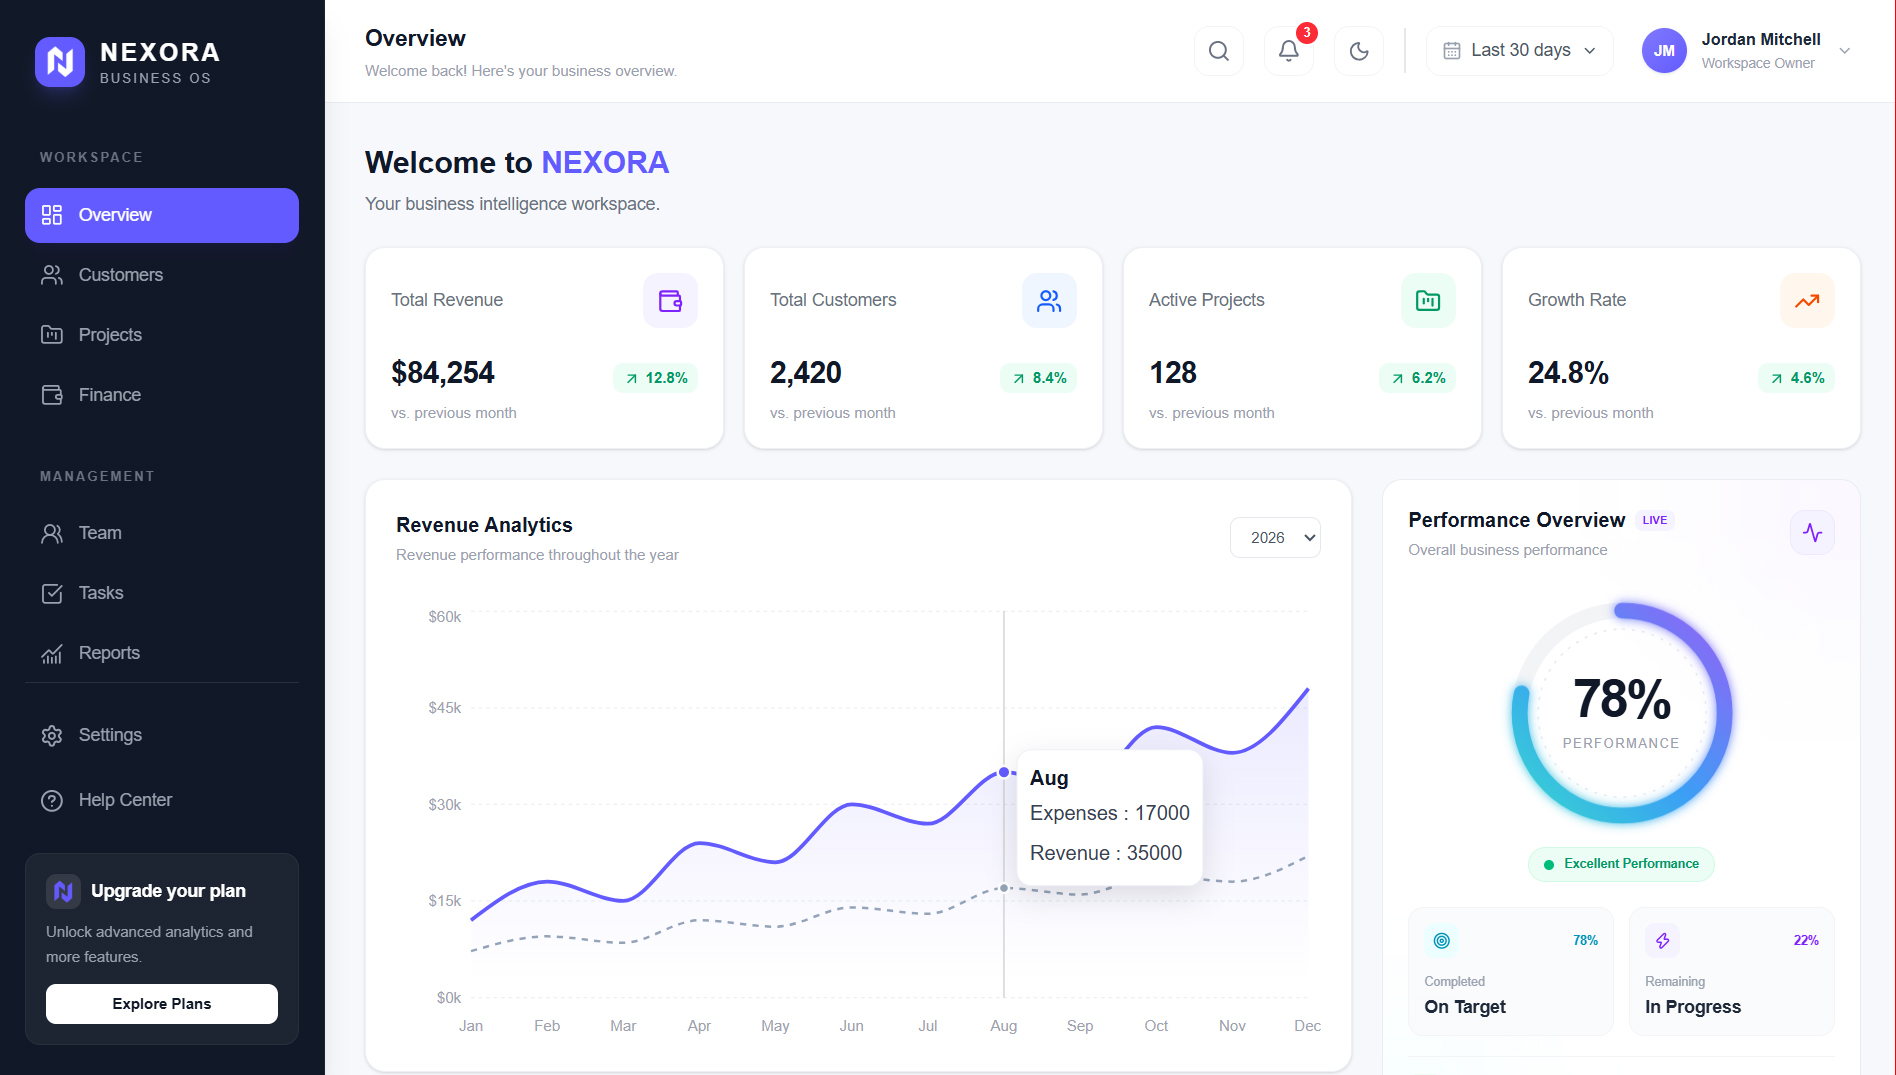 NEXORA
BUSINESS OS
WORKSPACE
Overview
Customers
Projects
Finance
MANAGEMENT
Team
Tasks
Reports
Settings
Help Center
Upgrade your plan
Unlock advanced analytics and
more features.
Explore Plans
Overview
Welcome back! Here's your business overview.
3
Last 30 days
JM
Jordan Mitchell
Workspace Owner
Welcome to NEXORA
Your business intelligence workspace.
Total Revenue
$84,254
12.8%
vs. previous month
Total Customers
2,420
8.4%
vs. previous month
Active Projects
128
6.2%
vs. previous month
Growth Rate
24.8%
4.6%
vs. previous month
Revenue Analytics
Revenue performance throughout the year
2026
$60k
$45k
$30k
$15k
$0k
Jan Feb Mar Apr May Jun Jul Aug Sep Oct Nov Dec
Aug
Expenses : 17000
Revenue : 35000
Performance Overview LIVE
Overall business performance
78%
PERFORMANCE
Excellent Performance
78%
Completed
On Target
22%
Remaining
In Progress